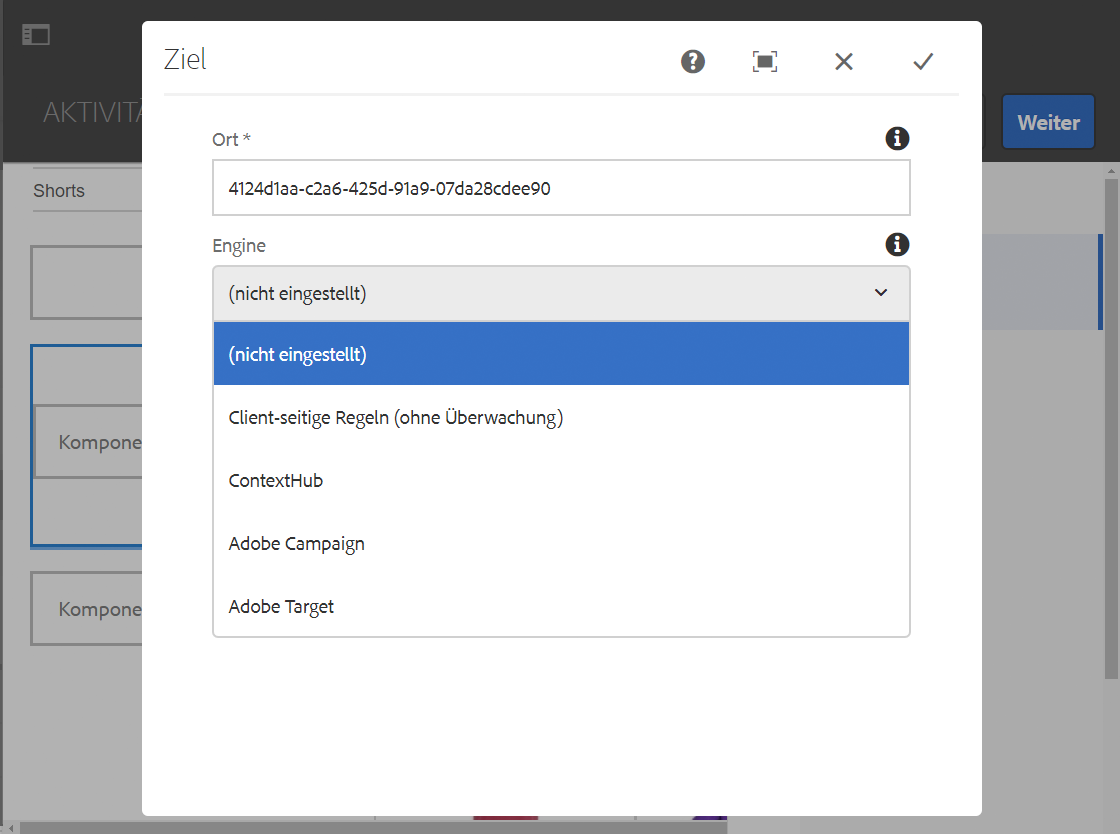 Ziel
AKTIVITÄ
Weiter
Ort *
Shorts
4124d1aa-c2a6-425d-91a9-07da28cdee90
Engine
(nicht eingestellt)
(nicht eingestellt)
Client-seitige Regeln (ohne Überwachung)
Kompone
ContextHub
Adobe Campaign
Adobe Target
Kompone